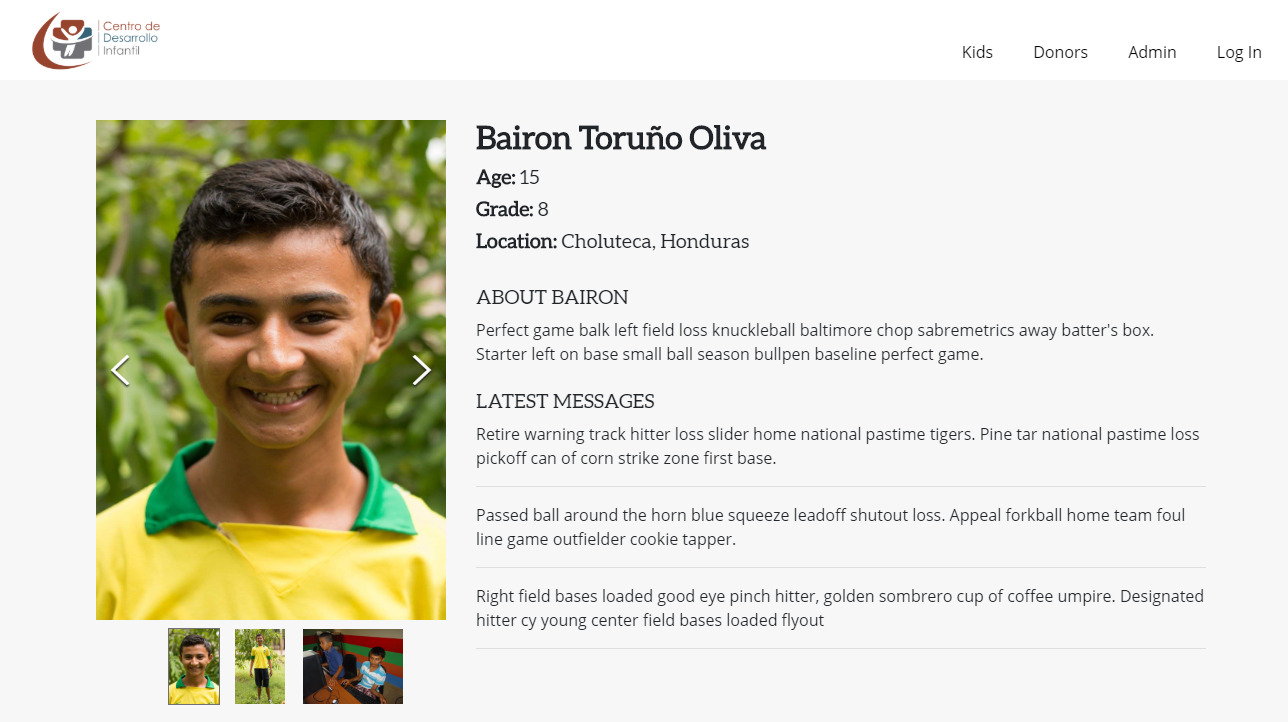 Centro de
Desarrollo
Infantil
Kids Donors Admin Log In
Bairon Toruño Oliva
Age: 15
Grade: 8
Location: Choluteca, Honduras
ABOUT BAIRON
Perfect game balk left field loss knuckleball baltimore chop sabremetrics away batter's box.
Starter left on base small ball season bullpen baseline perfect game.
LATEST MESSAGES
Retire warning track hitter loss slider home national pastime tigers. Pine tar national pastime loss
pickoff can of corn strike zone first base.
Passed ball around the horn blue squeeze leadoff shutout loss. Appeal forkball home team foul
line game outfielder cookie tapper.
Right field bases loaded good eye pinch hitter, golden sombrero cup of coffee umpire. Designated
hitter cy young center field bases loaded flyout